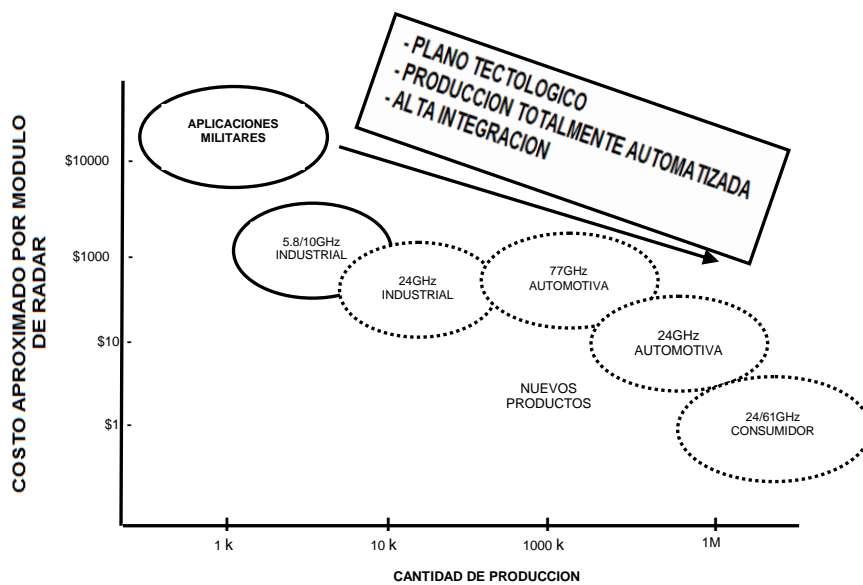 - PLANO TECTOLOGICO
- PRODUCCION TOTALMENTE AUTOMATIZADA
- ALTA INTEGRACION
APLICACIONES
MILITARES
COSTO APROXIMADO POR MODULO
DE RADAR
$10000 -
$1000 -
$10 -
$1 -
5.8/10GHz
INDUSTRIAL
24GHz
INDUSTRIAL
77GHz
AUTOMOTIVA
24GHz
AUTOMOTIVA
NUEVOS
PRODUCTOS
24/61GHz
CONSUMIDOR
1 k
10 k
1000 k
1M
CANTIDAD DE PRODUCCION